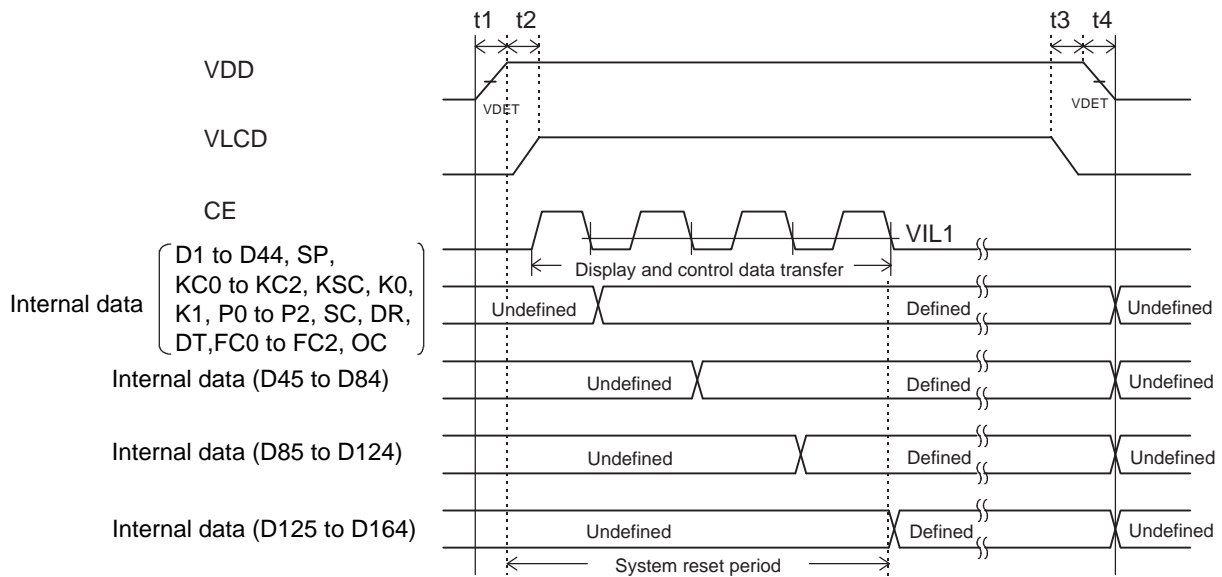 t1 t2 t3 t4
VDD
VDET VDET
VLCD
CE
VIL1
Display and control data transfer
Internal data
D1 to D44, SP,
KC0 to KC2, KSC, K0,
K1, P0 to P2, SC, DR,
DT,FC0 to FC2, OC
Undefined Defined Undefined
Internal data (D45 to D84) Undefined Defined Undefined
Internal data (D85 to D124) Undefined Defined Undefined
Internal data (D125 to D164) Undefined Defined Undefined
System reset period